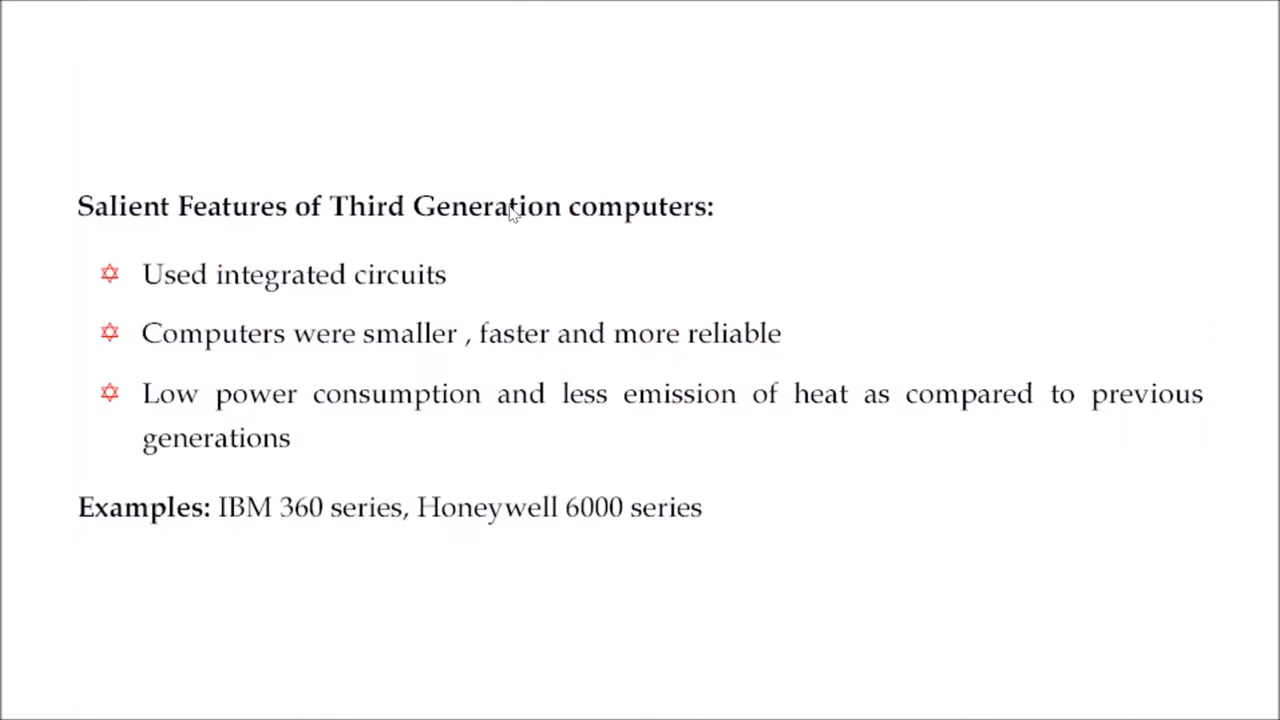 Salient Features of Third Generation computers:
✡ Used integrated circuits
✡ Computers were smaller , faster and more reliable
✡ Low power consumption and less emission of heat as compared to previous
generations
Examples: IBM 360 series, Honeywell 6000 series